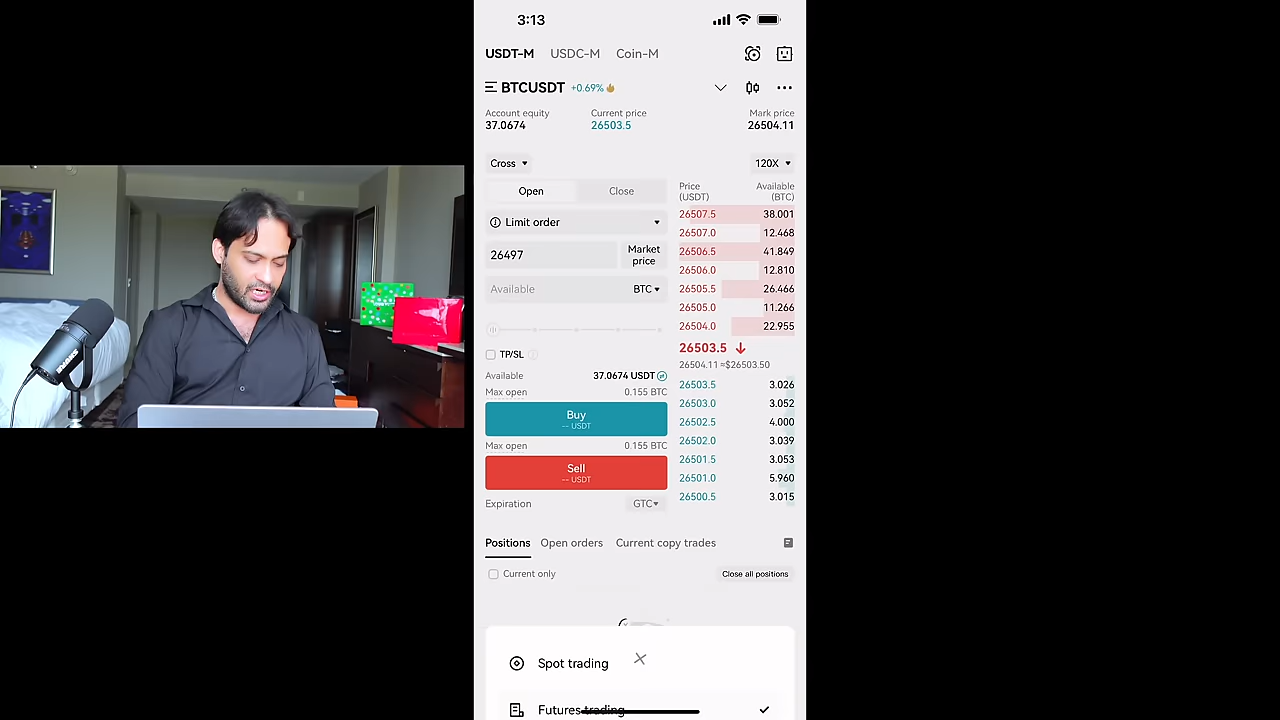 3:13
USDT-M USDC-M Coin-M
BTCUSDT +0.69%
Account equity Current price Mark price
37.0674 26503.5 26504.11
Cross 120X
Open Close
Price (USDT) Available (BTC)
Limit order
26497 Market price
Available BTC
TP/SL
Available 37.0674 USDT
Max open 0.155 BTC
Buy
-- USDT
Max open 0.155 BTC
Sell
-- USDT
Expiration GTC
26507.5 38.001
26507.0 12.468
26506.5 41.849
26506.0 12.810
26505.5 26.466
26505.0 11.266
26504.0 22.955
26503.5
26504.11 ≈$26503.50
26503.5 3.026
26503.0 3.052
26502.5 4.000
26502.0 3.039
26501.5 3.053
26501.0 5.960
26500.5 3.015
Positions Open orders Current copy trades
Current only Close all positions
Spot trading
Futures trading